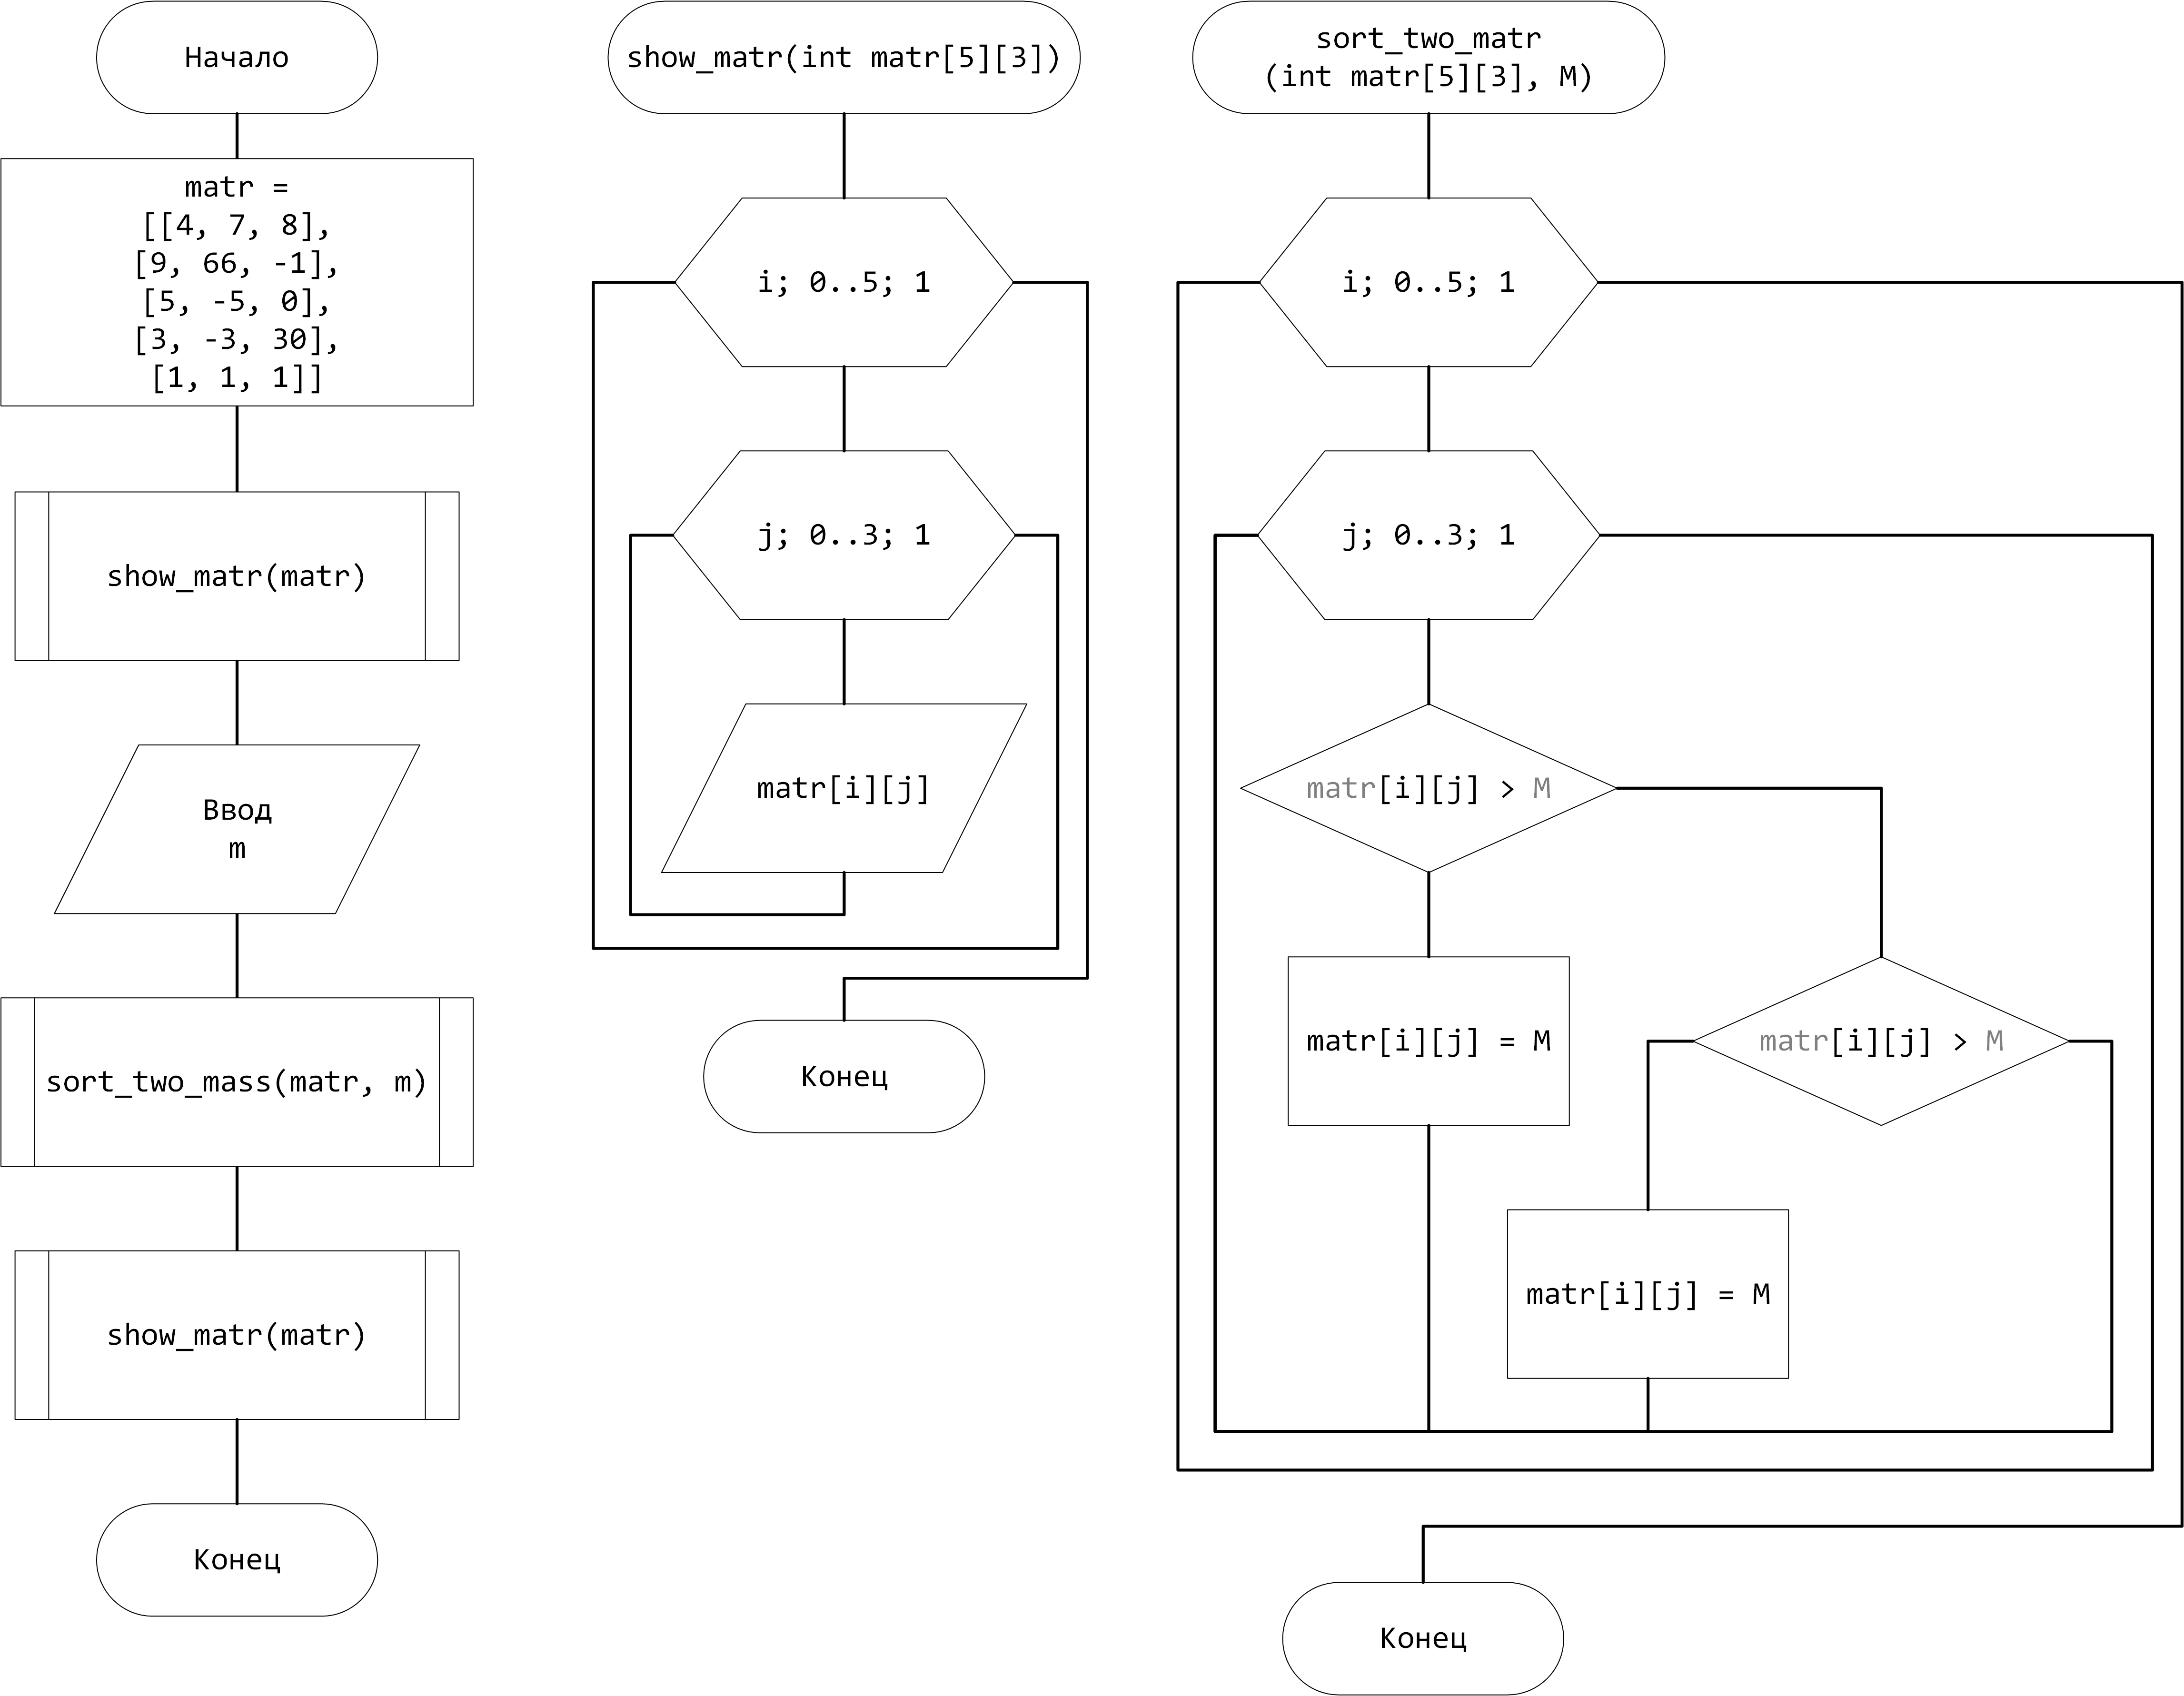 Начало
matr =
[[4, 7, 8],
[9, 66, -1],
[5, -5, 0],
[3, -3, 30],
[1, 1, 1]]
show_matr(matr)
Ввод
m
sort_two_mass(matr, m)
show_matr(matr)
Конец
show_matr(int matr[5][3])
i; 0..5; 1
j; 0..3; 1
matr[i][j]
Конец
sort_two_matr
(int matr[5][3], M)
i; 0..5; 1
j; 0..3; 1
matr[i][j] > M
matr[i][j] = M
matr[i][j] > M
matr[i][j] = M
Конец